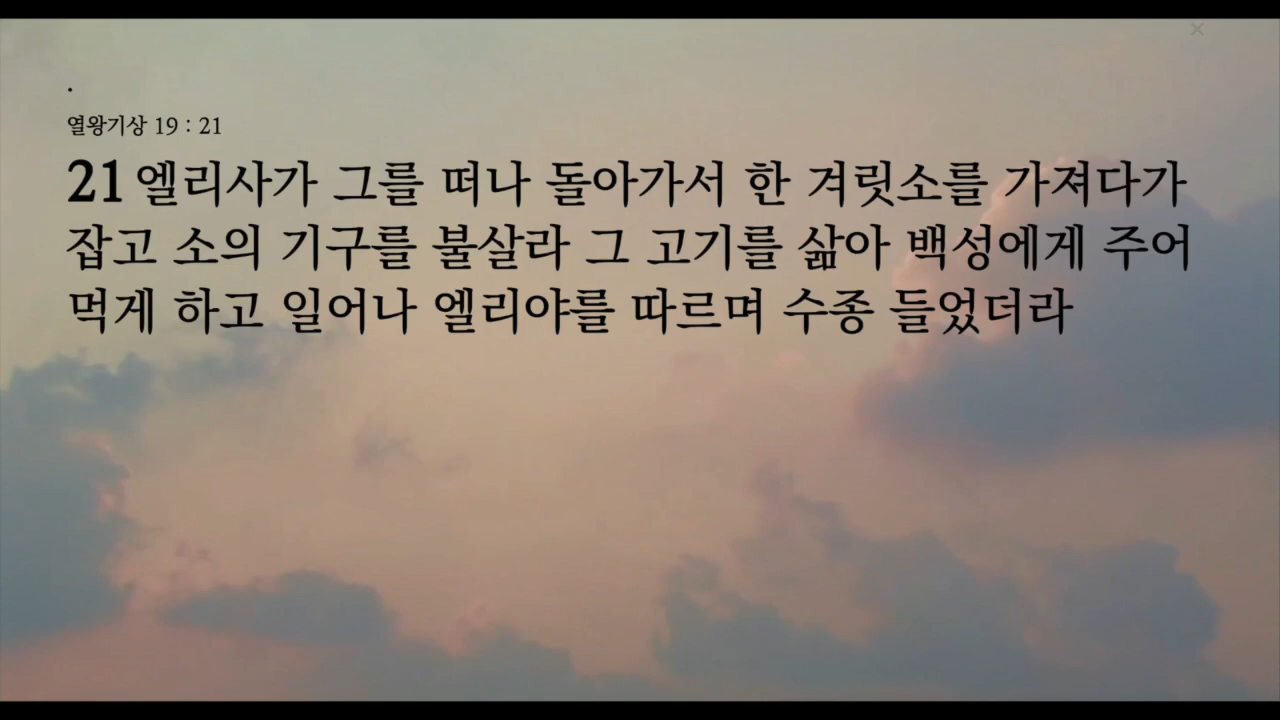 .
열왕기상 19 : 21
21 엘리사가 그를 떠나 돌아가서 한 겨릿소를 가져다가
잡고 소의 기구를 불살라 그 고기를 삶아 백성에게 주어
먹게 하고 일어나 엘리야를 따르며 수종 들었더라